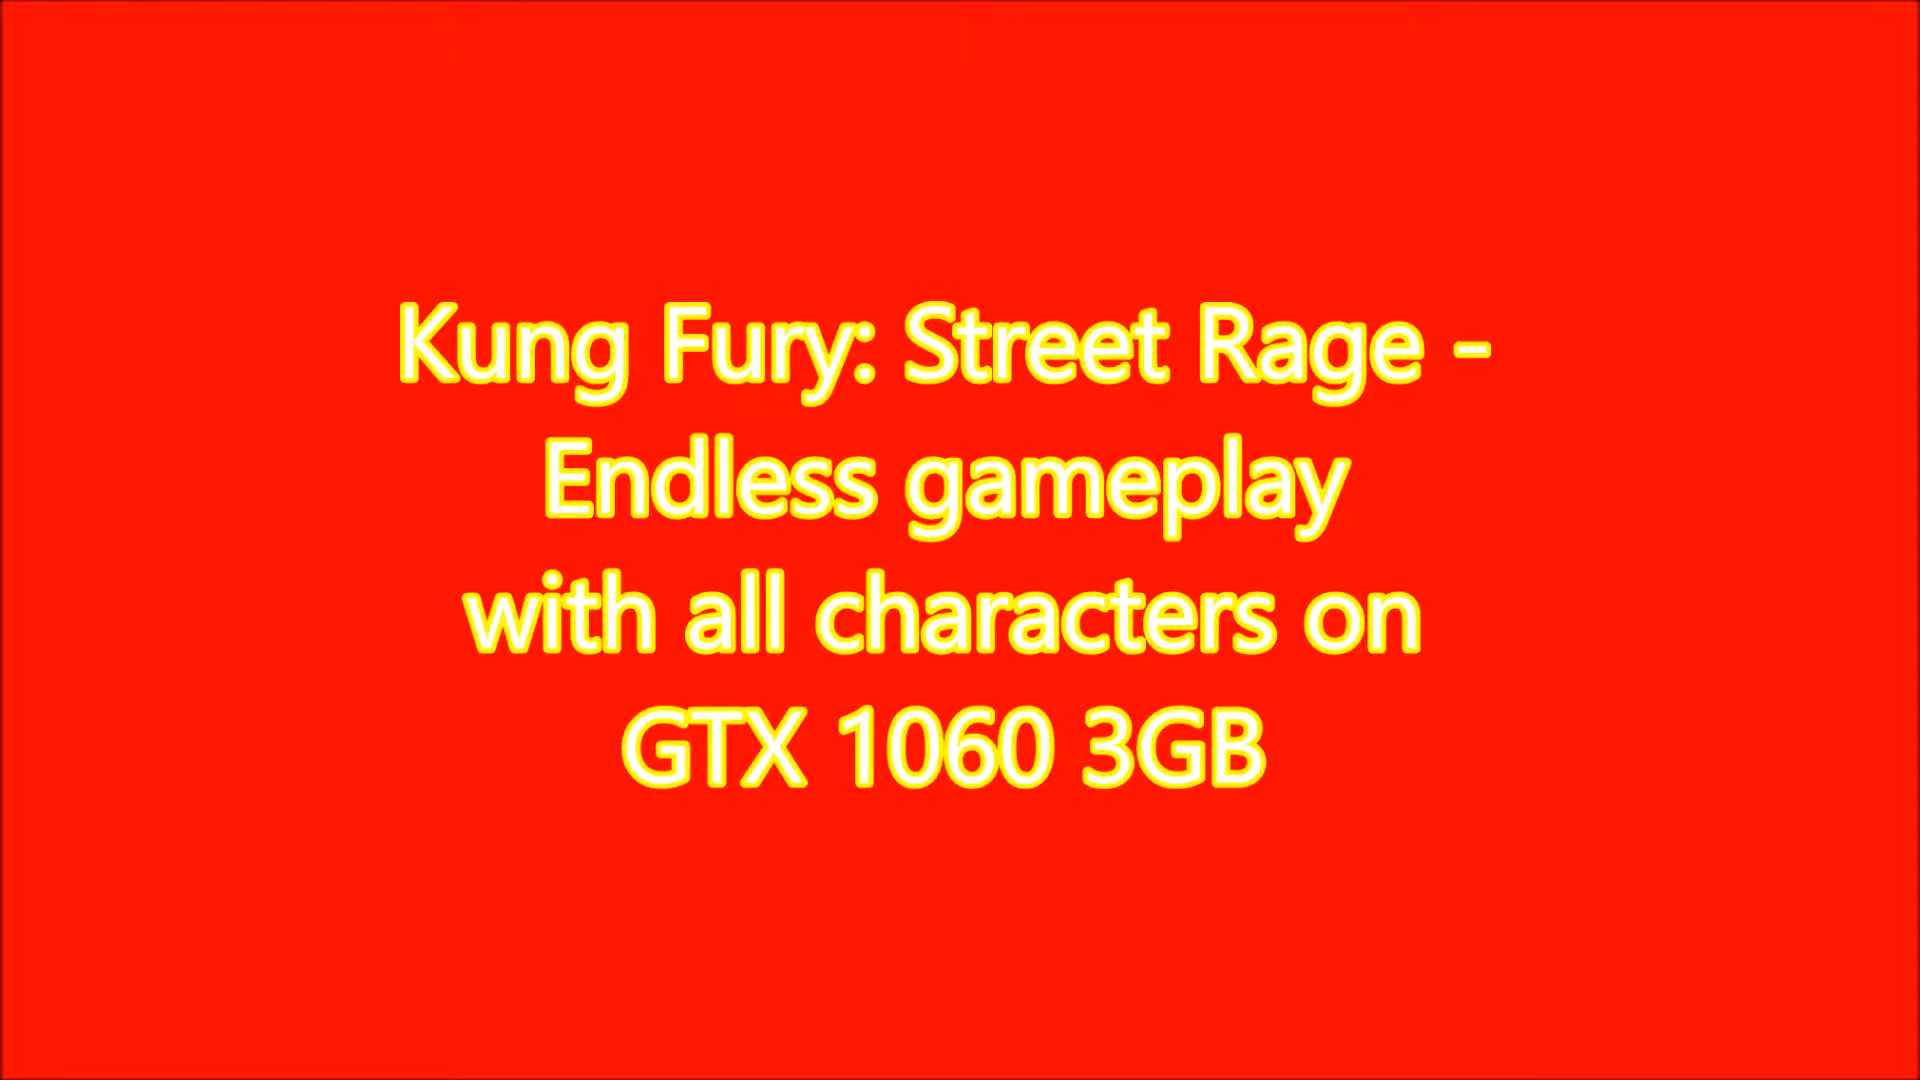 Kung Fury: Street Rage -
Endless gameplay
with all characters on
GTX 1060 3GB